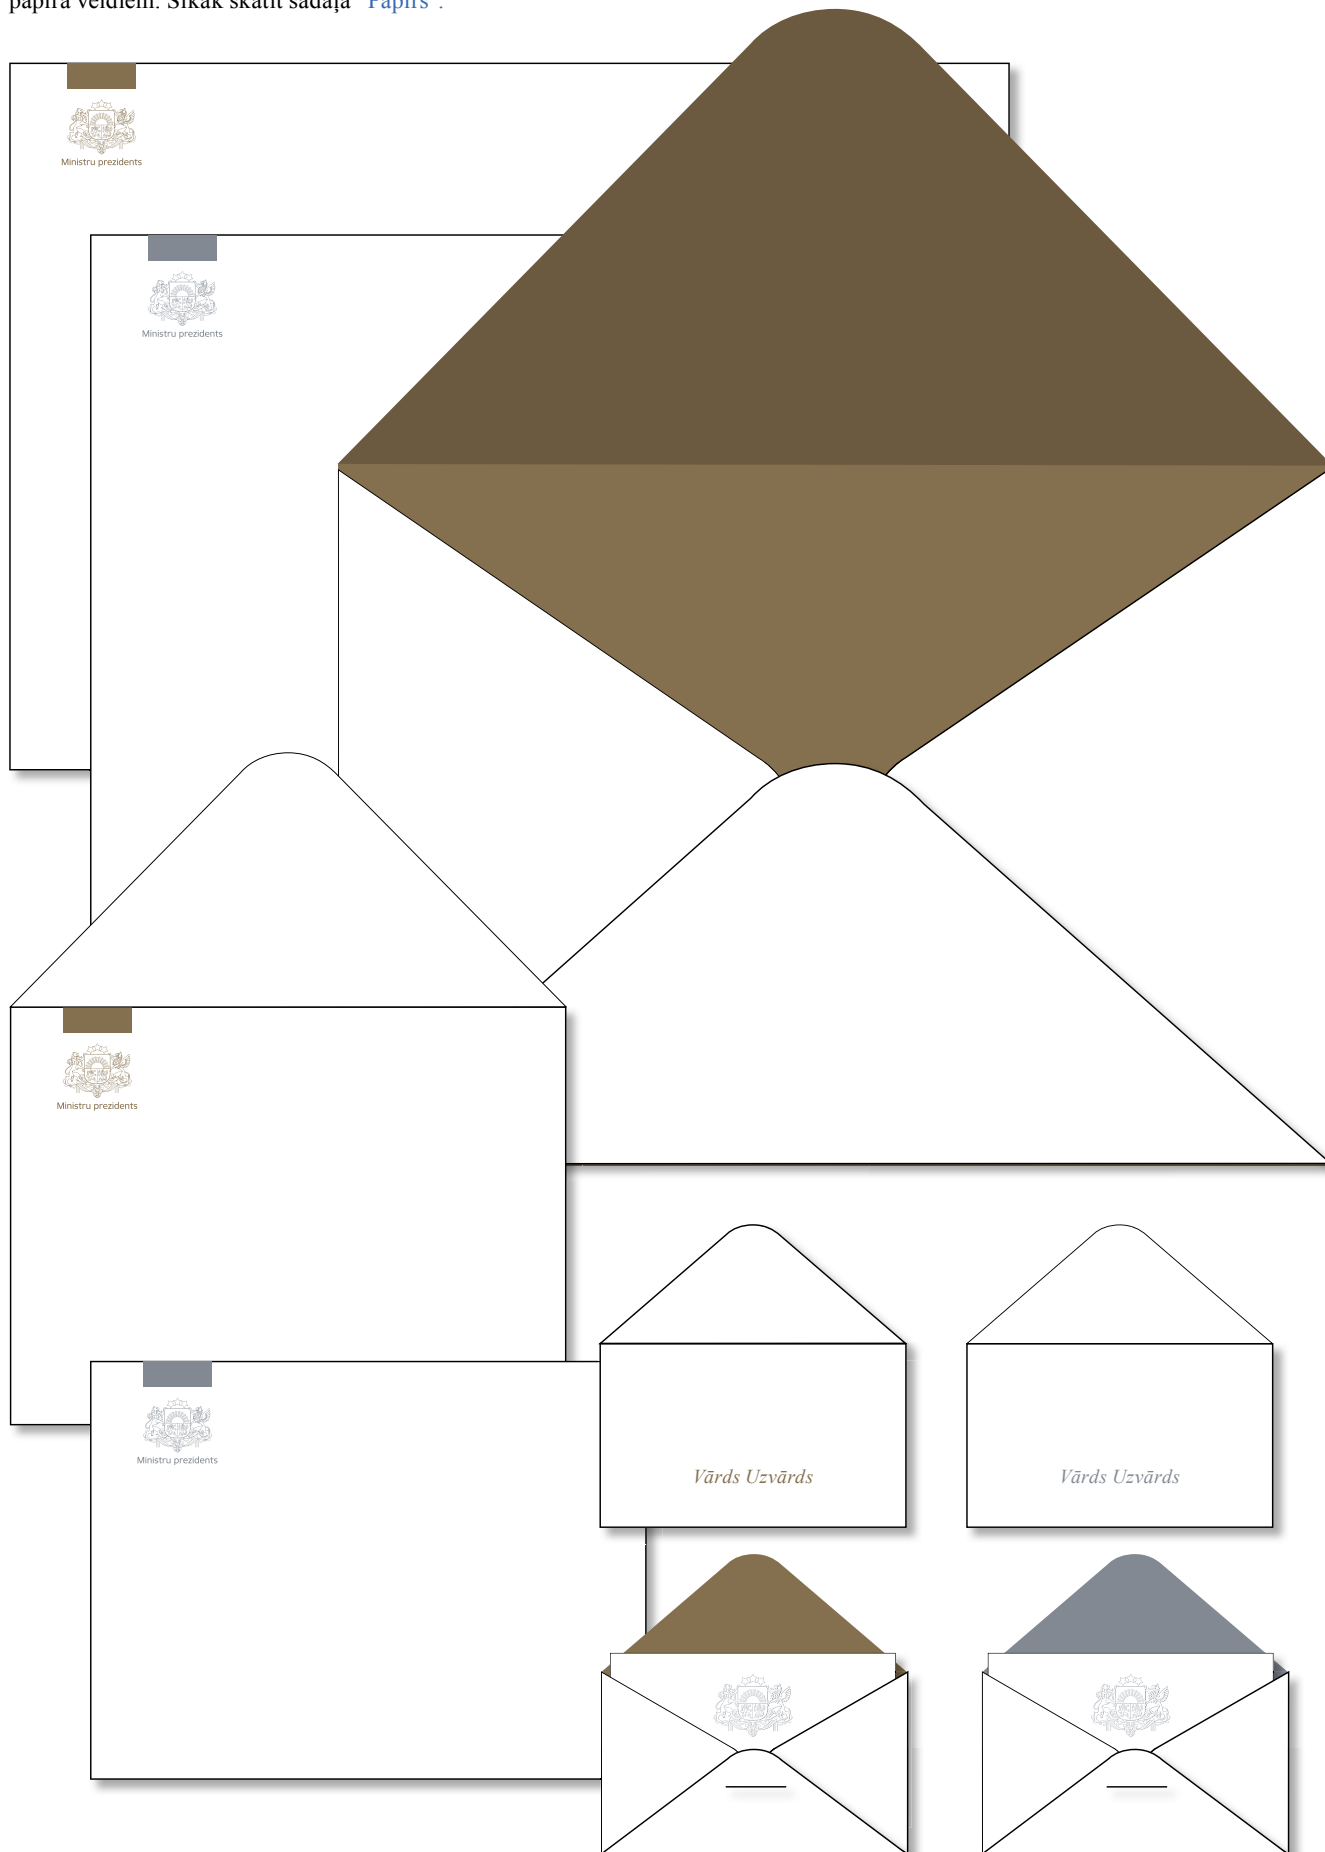 papīra veidiem. Sīkāk skatīt sadaļā "Papīrs".
Ministru prezidents
Ministru prezidents
Ministru prezidents
Ministru prezidents
Vārds Uzvārds
Vārds Uzvārds